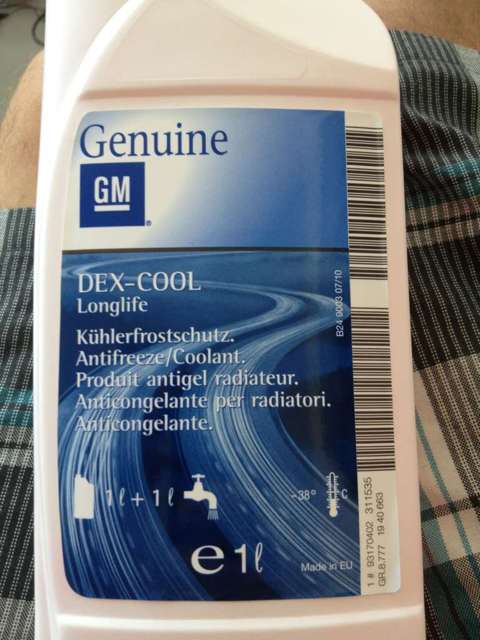 Genuine
GM
DEX-COOL
Longlife
Kühlerfrostschutz.
Antifreeze/Coolant.
Produit antigel radiateur.
Anticongelante per radiatori.
Anticongelante.
1ℓ + 1ℓ
-38° C
e 1ℓ
Made in EU
B24 9003 07/10
1 # 93170402 311535
GR.8.777 19 40 663